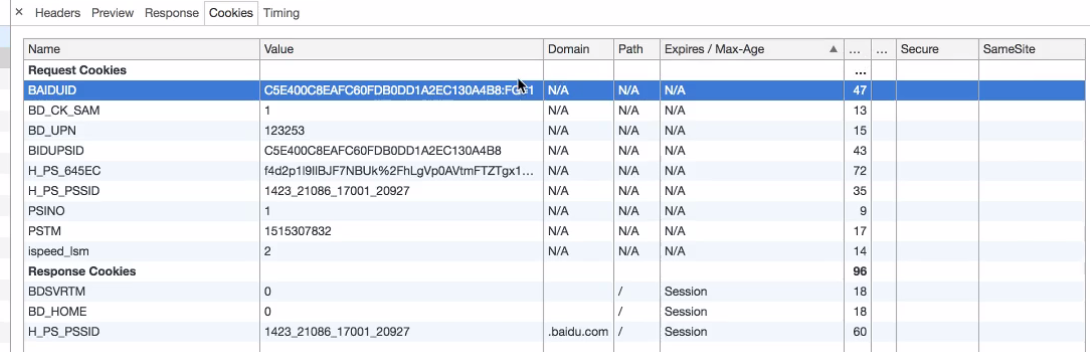 × Headers Preview Response Cookies Timing
Name Value Domain Path Expires / Max-Age ▲ ... ... Secure SameSite
Request Cookies ...
BAIDUID C5E400C8EAFC60FDB0DD1A2EC130A4B8:FG=1 N/A N/A N/A 47
BD_CK_SAM 1 N/A N/A N/A 13
BD_UPN 123253 N/A N/A N/A 15
BIDUPSID C5E400C8EAFC60FDB0DD1A2EC130A4B8 N/A N/A N/A 43
H_PS_645EC N/A N/A N/A 72
H_PS_PSSID 1423_21086_17001_20927 N/A N/A N/A 35
PSINO 1 N/A N/A N/A 9
PSTM 1515307832 N/A N/A N/A 17
ispeed_lsm 2 N/A N/A N/A 14
Response Cookies 96
BDSVRTM 0 / Session 18
BD_HOME 0 / Session 18
H_PS_PSSID 1423_21086_17001_20927 .baidu.com / Session 60